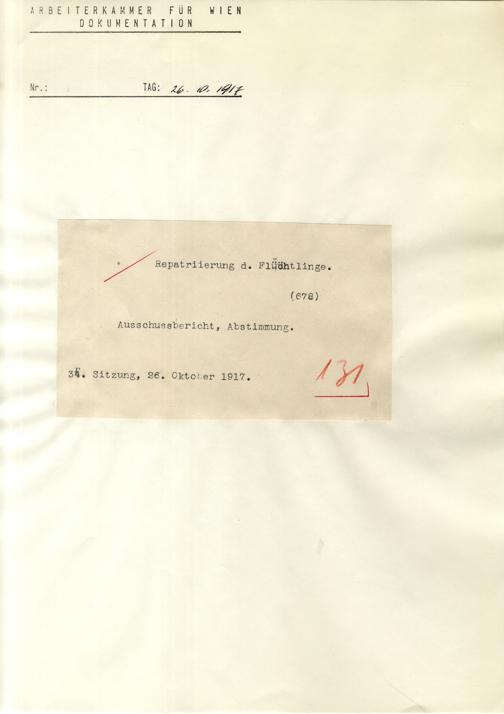 ARBEITERKAMMER FÜR WIEN
DOKUMENTATION
Nr.: TAG: 26. 10. 1917
Repatriierung d. Flüchtlinge.
(678)
Ausschussbericht, Abstimmung.
34. Sitzung, 26. Oktober 1917.
131